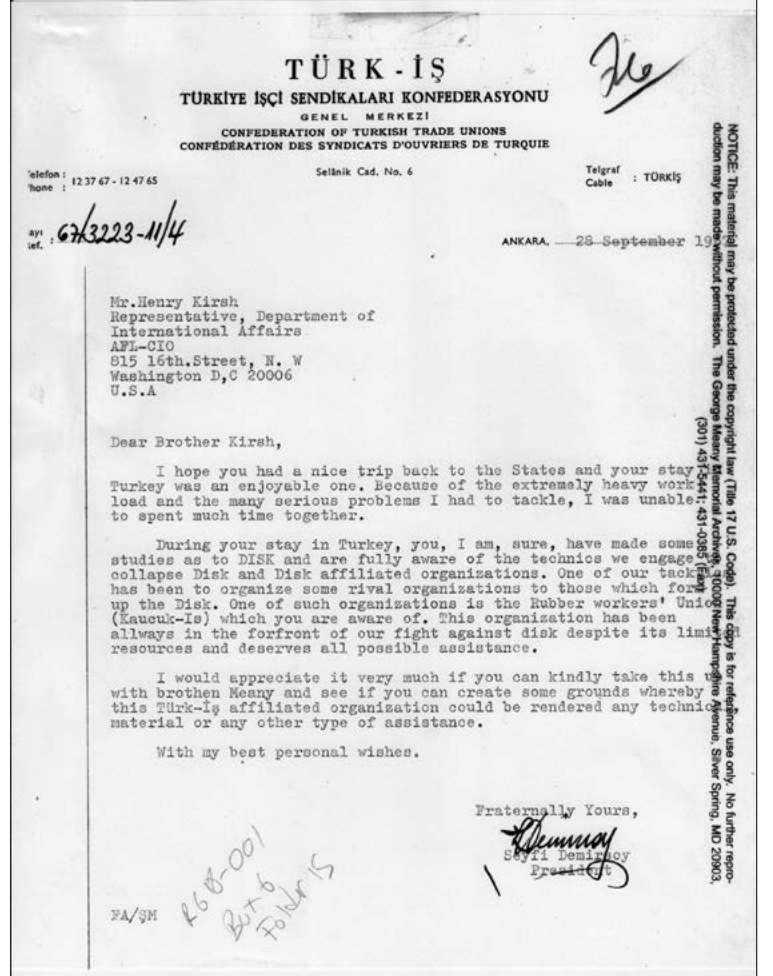 File
TÜRK - İŞ
TÜRKİYE İŞÇİ SENDİKALARI KONFEDERASYONU
GENEL MERKEZİ
CONFEDERATION OF TURKISH TRADE UNIONS
CONFÉDÉRATION DES SYNDICATS D'OUVRIERS DE TURQUIE
Selânik Cad. No. 6
elefon :
hone : 12 37 67 - 12 47 65
Telgraf
Cable : TÜRKİŞ
ayı
ef. : 67/3223-11/4
ANKARA, 28 September 19
Mr.Henry Kirsh
Representative, Department of
International Affairs
AFL-CIO
815 16th.Street, N. W
Washington D,C 20006
U.S.A
Dear Brother Kirsh,
I hope you had a nice trip back to the States and your stay
Turkey was an enjoyable one. Because of the extremely heavy work
load and the many serious problems I had to tackle, I was unable
to spent much time together.
During your stay in Turkey, you, I am, sure, have made some
studies as to DISK and are fully aware of the technics we engage
collapse Disk and Disk affiliated organizations. One of our tack
has been to organize some rival organizations to those which form
up the Disk. One of such organizations is the Rubber workers' Unio
(Kaucuk-Is) which you are aware of. This organization has been
allways in the forfront of our fight against disk despite its limi
resources and deserves all possible assistance.
I would appreciate it very much if you can kindly take this u
with brothen Meany and see if you can create some grounds whereby
this Türk-İş affiliated organization could be rendered any technic
material or any other type of assistance.
With my best personal wishes.
Fraternally Yours,
Seyfi Demirsoy
President
FA/ŞM
RG18-001
Box 6
Folder 15
NOTICE: This material may be protected under the copyright law (Title 17 U.S. Code). This copy is for reference use only. No further repro-
duction may be made without permission. The George Meany Memorial Archives, 10000 New Hampshire Avenue, Silver Spring, MD 20903,
(301) 431-5441; 431-0385 (Fax)